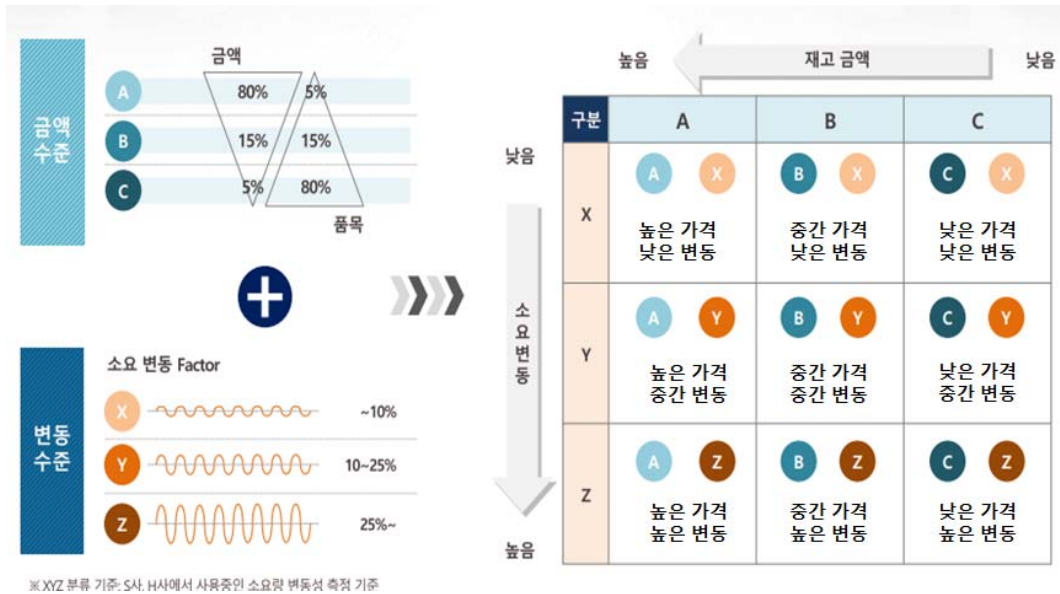 금액
수준
금액
A
80%
5%
B
15%
15%
C
5%
80%
품목
+
변동
수준
소요 변동 Factor
X
~10%
Y
10~25%
Z
25%~
※ XYZ 분류 기준: S사, H사에서 사용중인 소요량 변동성 측정 기준
높음
재고 금액
낮음
낮음
소
요
변
동
높음
구분
A
B
C
X
A X
높은 가격
낮은 변동
B X
중간 가격
낮은 변동
C X
낮은 가격
낮은 변동
Y
A Y
높은 가격
중간 변동
B Y
중간 가격
중간 변동
C Y
낮은 가격
중간 변동
Z
A Z
높은 가격
높은 변동
B Z
중간 가격
높은 변동
C Z
낮은 가격
높은 변동